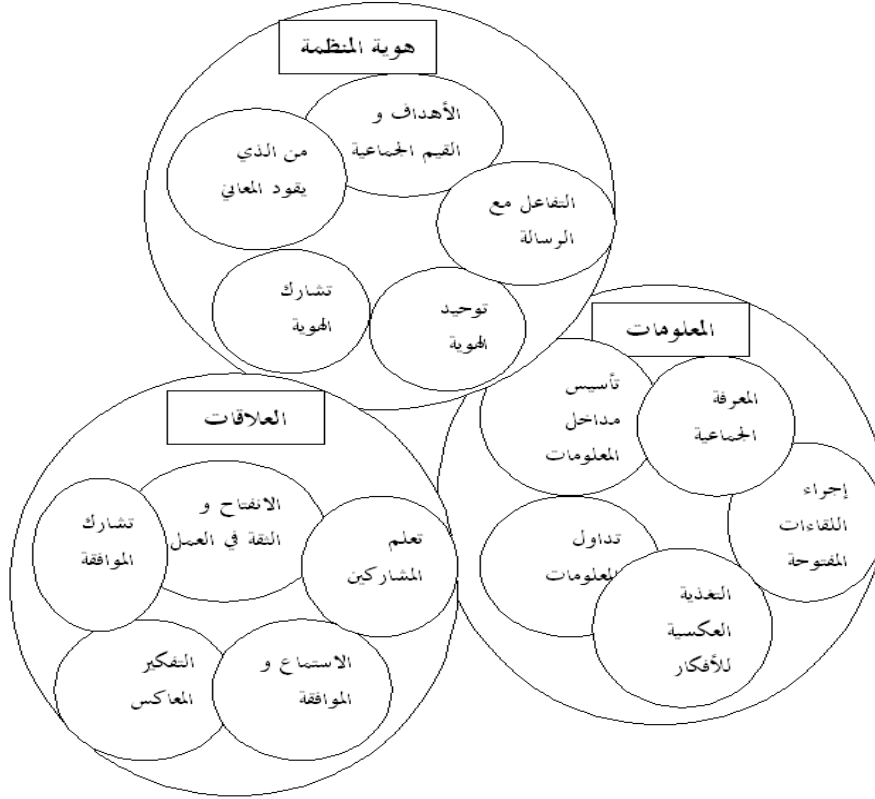 هوية المنظمة
الأهداف و
القيم الجماعية
من الذي
يقود المعاني
التفاعل مع
الرسالة
تشارك
الهوية
توحيد
الهوية
المعلومات
تأسيس
مداخل
المعلومات
المعرفة
الجماعية
إجراء
اللقاءات
المفتوحة
تداول
المعلومات
التغذية
العكسية
للأفكار
العلاقات
الانفتاح و
الثقة في العمل
تشارك
الموافقة
تعلم
المشاركين
الاستماع و
الموافقة
التفكير
المعاكس